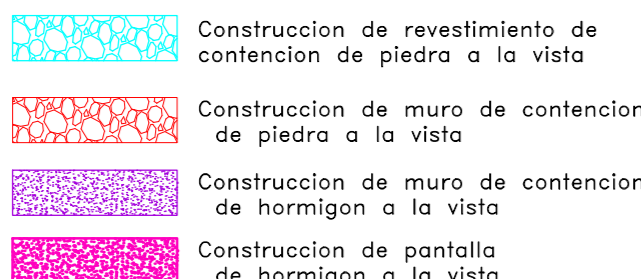 Construccion de revestimiento de
contencion de piedra a la vista
Construccion de muro de contencion
de piedra a la vista
Construccion de muro de contencion
de hormigon a la vista
Construccion de pantalla
de hormigon a la vista